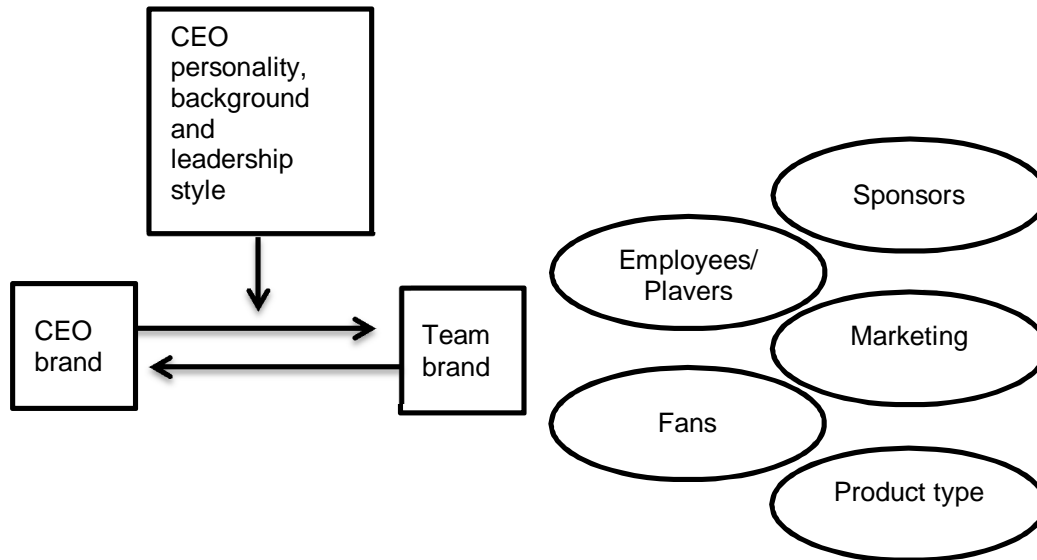 CEO
personality,
background
and
leadership
style
CEO
brand
Team
brand
Sponsors
Employees/
Plavers
Marketing
Fans
Product type